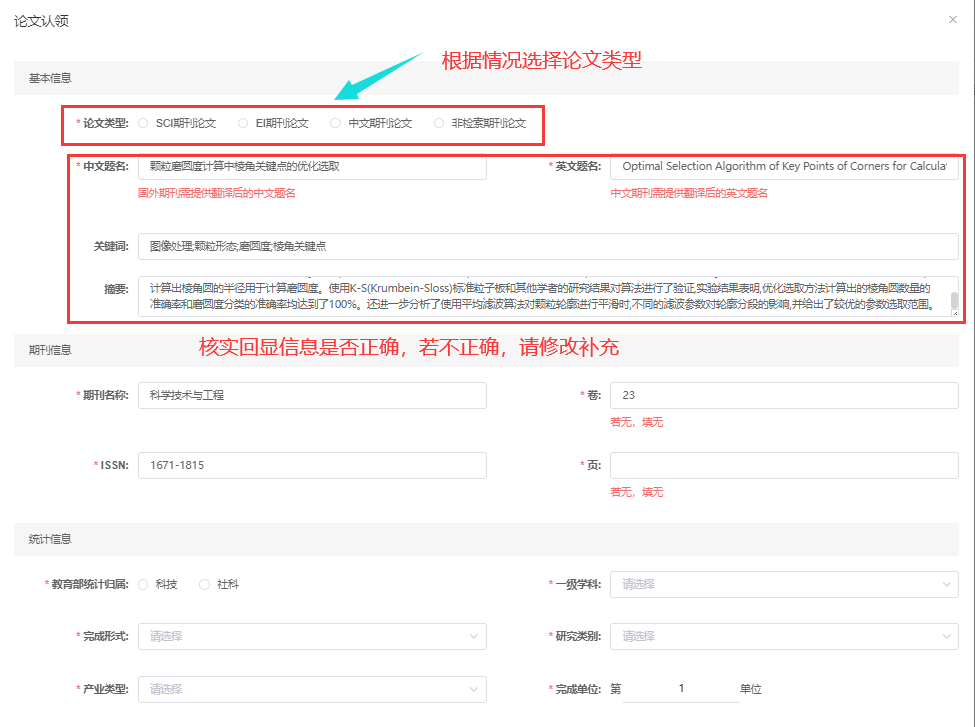 论文认领
根据情况选择论文类型
基本信息
* 论文类型: SCI期刊论文 EI期刊论文 中文期刊论文 非检索期刊论文
* 中文题名: 颗粒磨圆度计算中棱角关键点的优化选取 * 英文题名: Optimal Selection Algorithm of Key Points of Corners for Calcula
国外期刊需提供翻译后的中文题名 中文期刊需提供翻译后的英文题名
关键词: 图像处理;颗粒形态;磨圆度;棱角关键点
摘要: 计算出棱角圆的半径用于计算磨圆度。使用K-S(Krumbein-Sloss)标准粒子板和其他学者的研究结果对算法进行了验证,实验结果表明,优化选取方法计算出的棱角圆数量的
准确率和磨圆度分类的准确率均达到了100%。还进一步分析了使用平均滤波算法对颗粒轮廓进行平滑时,不同的滤波参数对轮廓分段的影响,并给出了较优的参数选取范围。
期刊信息 核实回显信息是否正确，若不正确，请修改补充
* 期刊名称: 科学技术与工程 * 卷: 23
若无，填无
* ISSN: 1671-1815 * 页:
若无，填无
统计信息
* 教育部统计归属: 科技 社科 * 一级学科: 请选择
* 完成形式: 请选择 * 研究类别: 请选择
* 产业类型: 请选择 * 完成单位: 第 1 单位